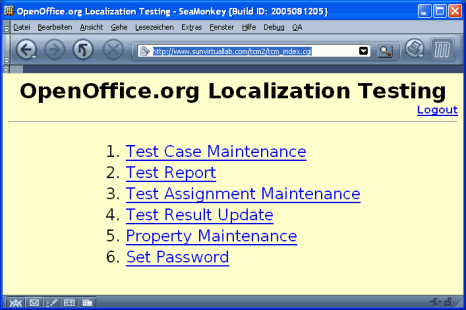 OpenOffice.org Localization Testing - SeaMonkey {Build ID: 2005081205}
Datei Bearbeiten Ansicht Gehe Lesezeichen Extras Fenster Hilfe Debug QA
http://www.sunvirtuallab.com/tcm2/tcm_index.cgi
OpenOffice.org Localization Testing
Logout
1. Test Case Maintenance
2. Test Report
3. Test Assignment Maintenance
4. Test Result Update
5. Property Maintenance
6. Set Password